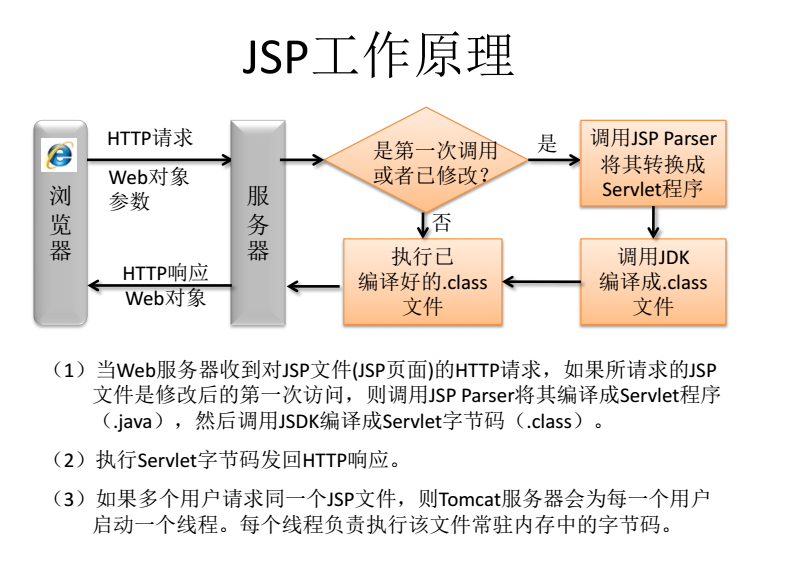 JSP工作原理
浏
览
器
HTTP请求
Web对象
参数
服
务
器
是第一次调用
或者已修改？
是
调用JSP Parser
将其转换成
Servlet程序
否
调用JDK
编译成.class
文件
执行已
编译好的.class
文件
HTTP响应
Web对象
（1）当Web服务器收到对JSP文件(JSP页面)的HTTP请求，如果所请求的JSP
文件是修改后的第一次访问，则调用JSP Parser将其编译成Servlet程序
（.java），然后调用JSDK编译成Servlet字节码（.class）。
（2）执行Servlet字节码发回HTTP响应。
（3）如果多个用户请求同一个JSP文件，则Tomcat服务器会为每一个用户
启动一个线程。每个线程负责执行该文件常驻内存中的字节码。